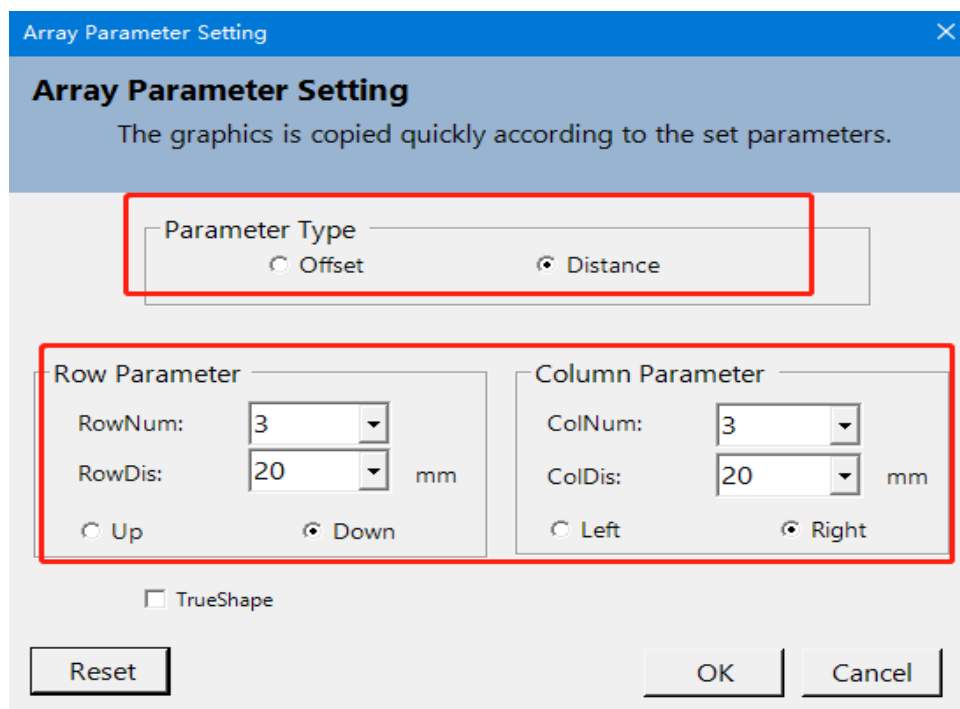 Array Parameter Setting
Array Parameter Setting
The graphics is copied quickly according to the set parameters.
Parameter Type
Offset Distance
Row Parameter Column Parameter
RowNum: 3 ColNum: 3
RowDis: 20 mm ColDis: 20 mm
Up Down Left Right
TrueShape
Reset OK Cancel